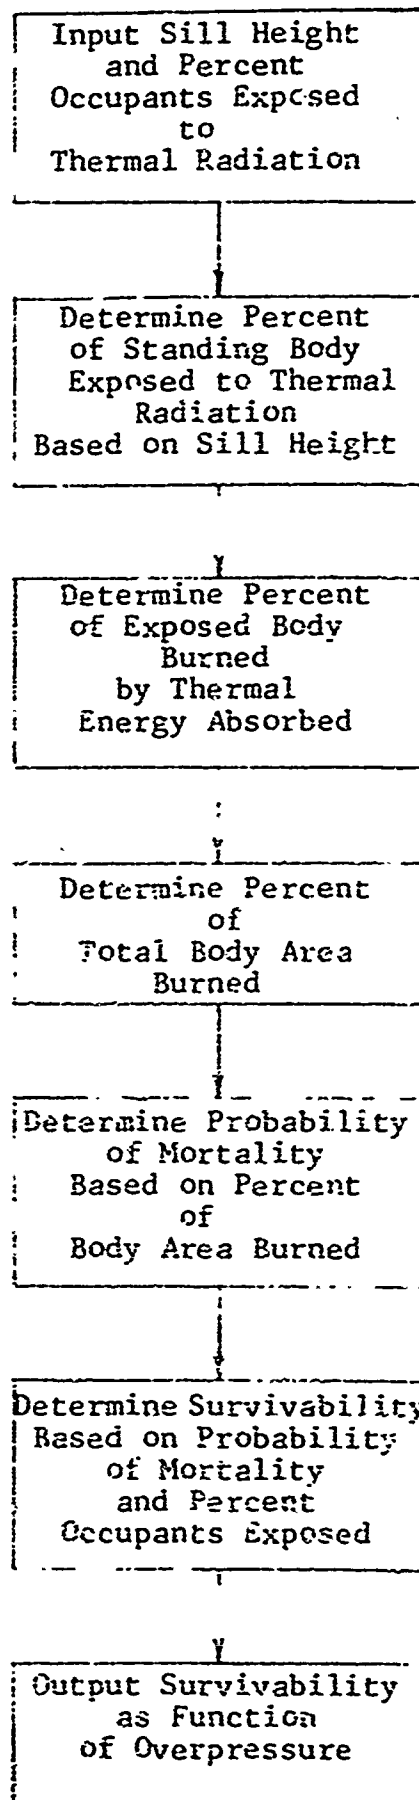 Input Sill Height
and Percent
Occupants Exposed
to
Thermal Radiation
Determine Percent
of Standing Body
Exposed to Thermal
Radiation
Based on Sill Height
Determine Percent
of Exposed Body
Burned
by Thermal
Energy Absorbed
Determine Percent
of
Total Body Area
Burned
Determine Probability
of Mortality
Based on Percent
of
Body Area Burned
Determine Survivability
Based on Probability
of Mortality
and Percent
Occupants Exposed
Output Survivability
as Function
of Overpressure